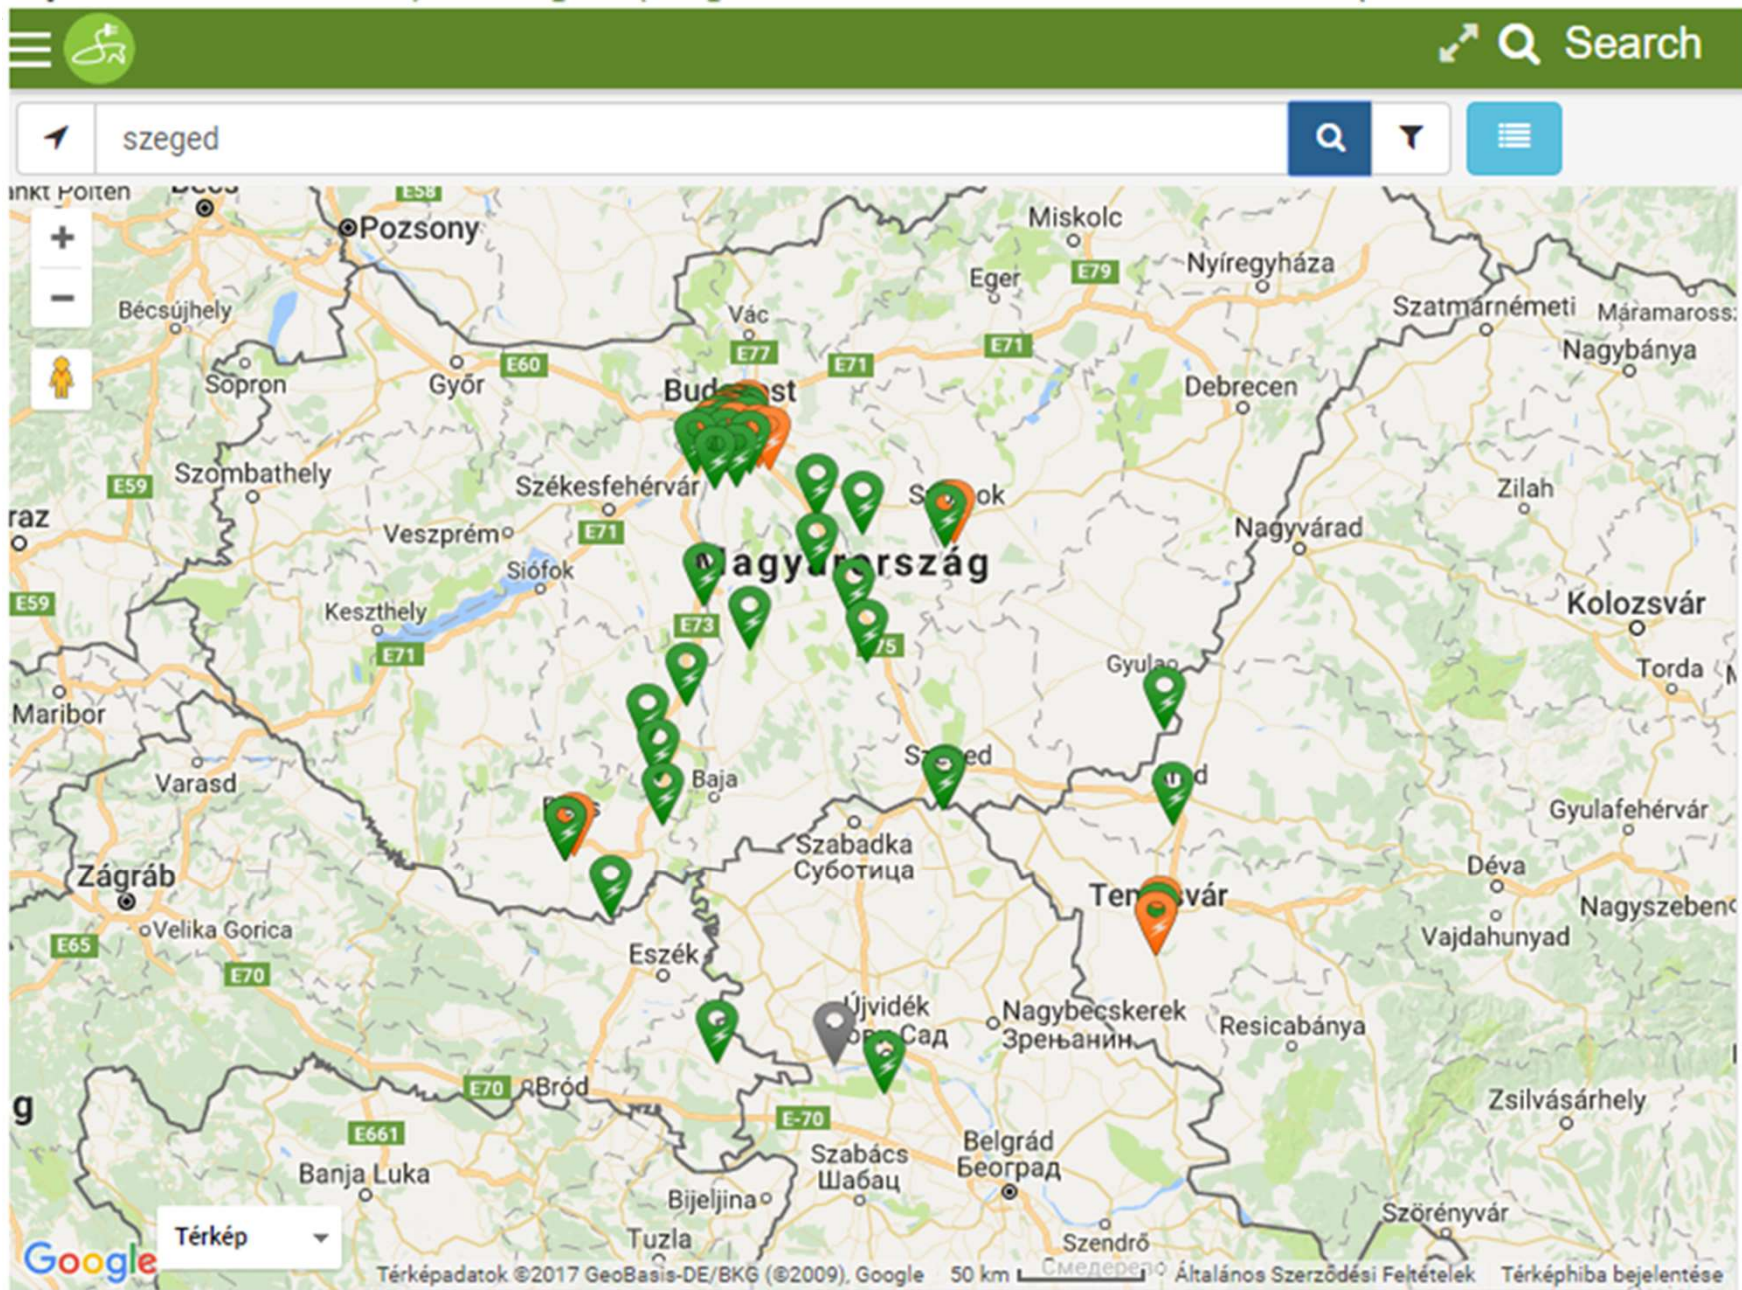 Search
szeged
E58
Pozsony
Miskolc
Eger
E79
Nyíregyháza
Bécsújhely
Vác
Szatmárnémeti
E77
E71
E71
Nagybánya
E60
Sopron
Győr
Debrecen
Szombathely
E59
Székesfehérvár
Zilah
Veszprém
E71
Nagyvárad
Magyarország
Siófok
E59
Keszthely
E73
Kolozsvár
E71
Gyula
Torda
Maribor
Varasd
Baja
Gyulafehérvár
Szabadka
Суботица
Déva
Zágráb
Nagyszeben
Velika Gorica
Vajdahunyad
E65
E70
Eszék
Újvidék
Nagybecskerek
Зрењанин
Resicabánya
E70
Bród
Zsilvásárhely
E-70
E661
Belgrád
Београд
Szabács
Шабац
Banja Luka
Bijeljina
Szörényvár
Térkép
Tuzla
Szendrő
Смедерево
Google
Térképadatok ©2017 GeoBasis-DE/BKG (©2009), Google 50 km Általános Szerződési Feltételek Térképhiba bejelentése